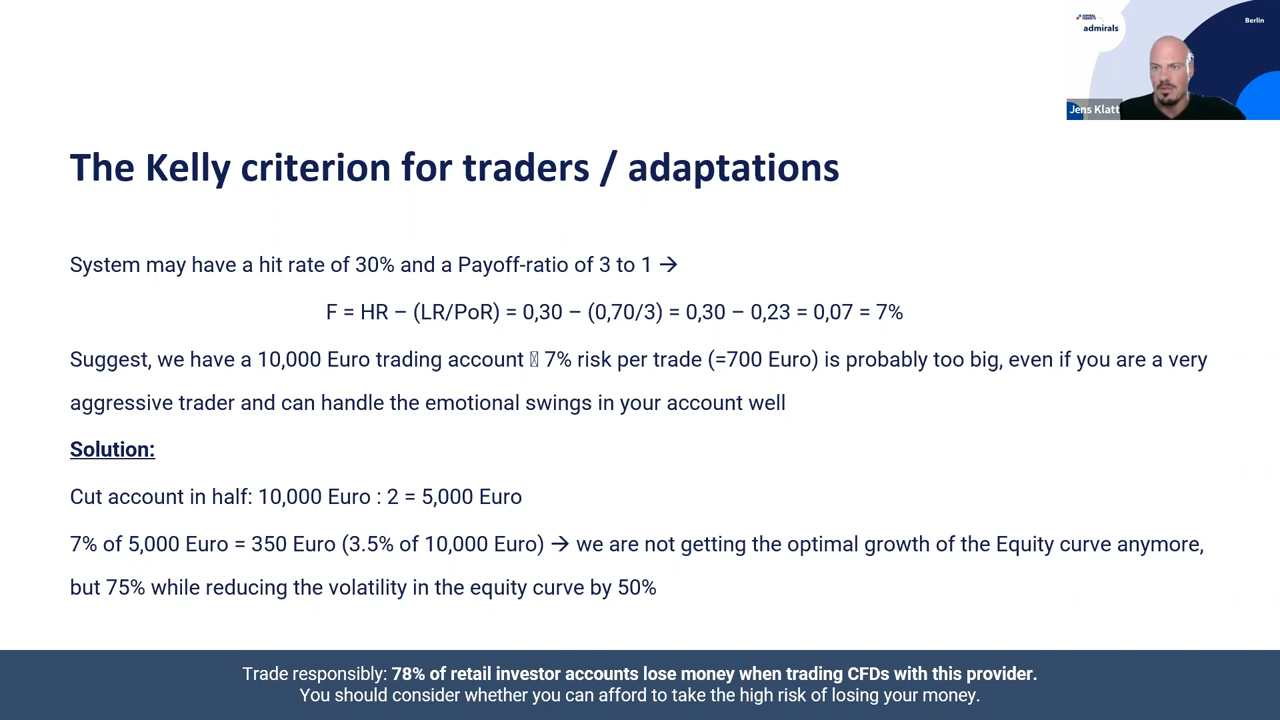 admirals
Berlin
Jens Klatt
The Kelly criterion for traders / adaptations
System may have a hit rate of 30% and a Payoff-ratio of 3 to 1 →
F = HR – (LR/PoR) = 0,30 – (0,70/3) = 0,30 – 0,23 = 0,07 = 7%
Suggest, we have a 10,000 Euro trading account 7% risk per trade (=700 Euro) is probably too big, even if you are a very
aggressive trader and can handle the emotional swings in your account well
Solution:
Cut account in half: 10,000 Euro : 2 = 5,000 Euro
7% of 5,000 Euro = 350 Euro (3.5% of 10,000 Euro) → we are not getting the optimal growth of the Equity curve anymore,
but 75% while reducing the volatility in the equity curve by 50%
Trade responsibly: 78% of retail investor accounts lose money when trading CFDs with this provider.
You should consider whether you can afford to take the high risk of losing your money.